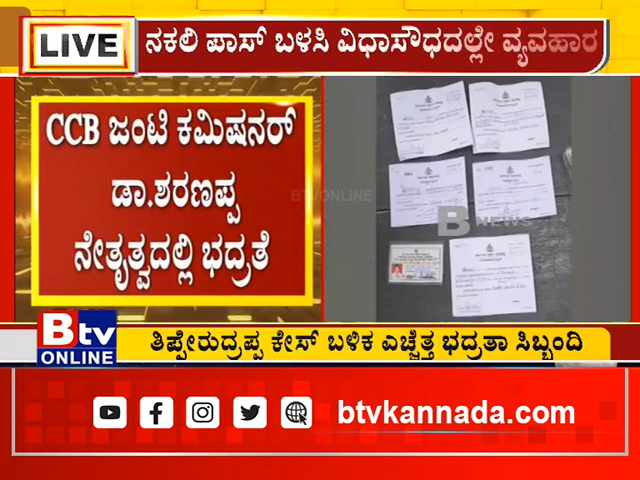 LIVE
ನಕಲಿ ಪಾಸ್ ಬಳಸಿ ವಿಧಾಸೌಧದಲ್ಲೇ ವ್ಯವಹಾರ
CCB ಜಂಟಿ ಕಮಿಷನರ್
ಡಾ.ಶರಣಪ್ಪ
ನೇತೃತ್ವದಲ್ಲಿ ಭದ್ರತೆ
BTVONLINE
B NEWS
Btv
ONLINE
ತಿಪ್ಪೇರುದ್ರಪ್ಪ ಕೇಸ್ ಬಳಿಕ ಎಚ್ಚೆತ್ತ ಭದ್ರತಾ ಸಿಬ್ಬಂದಿ
btvkannada.com